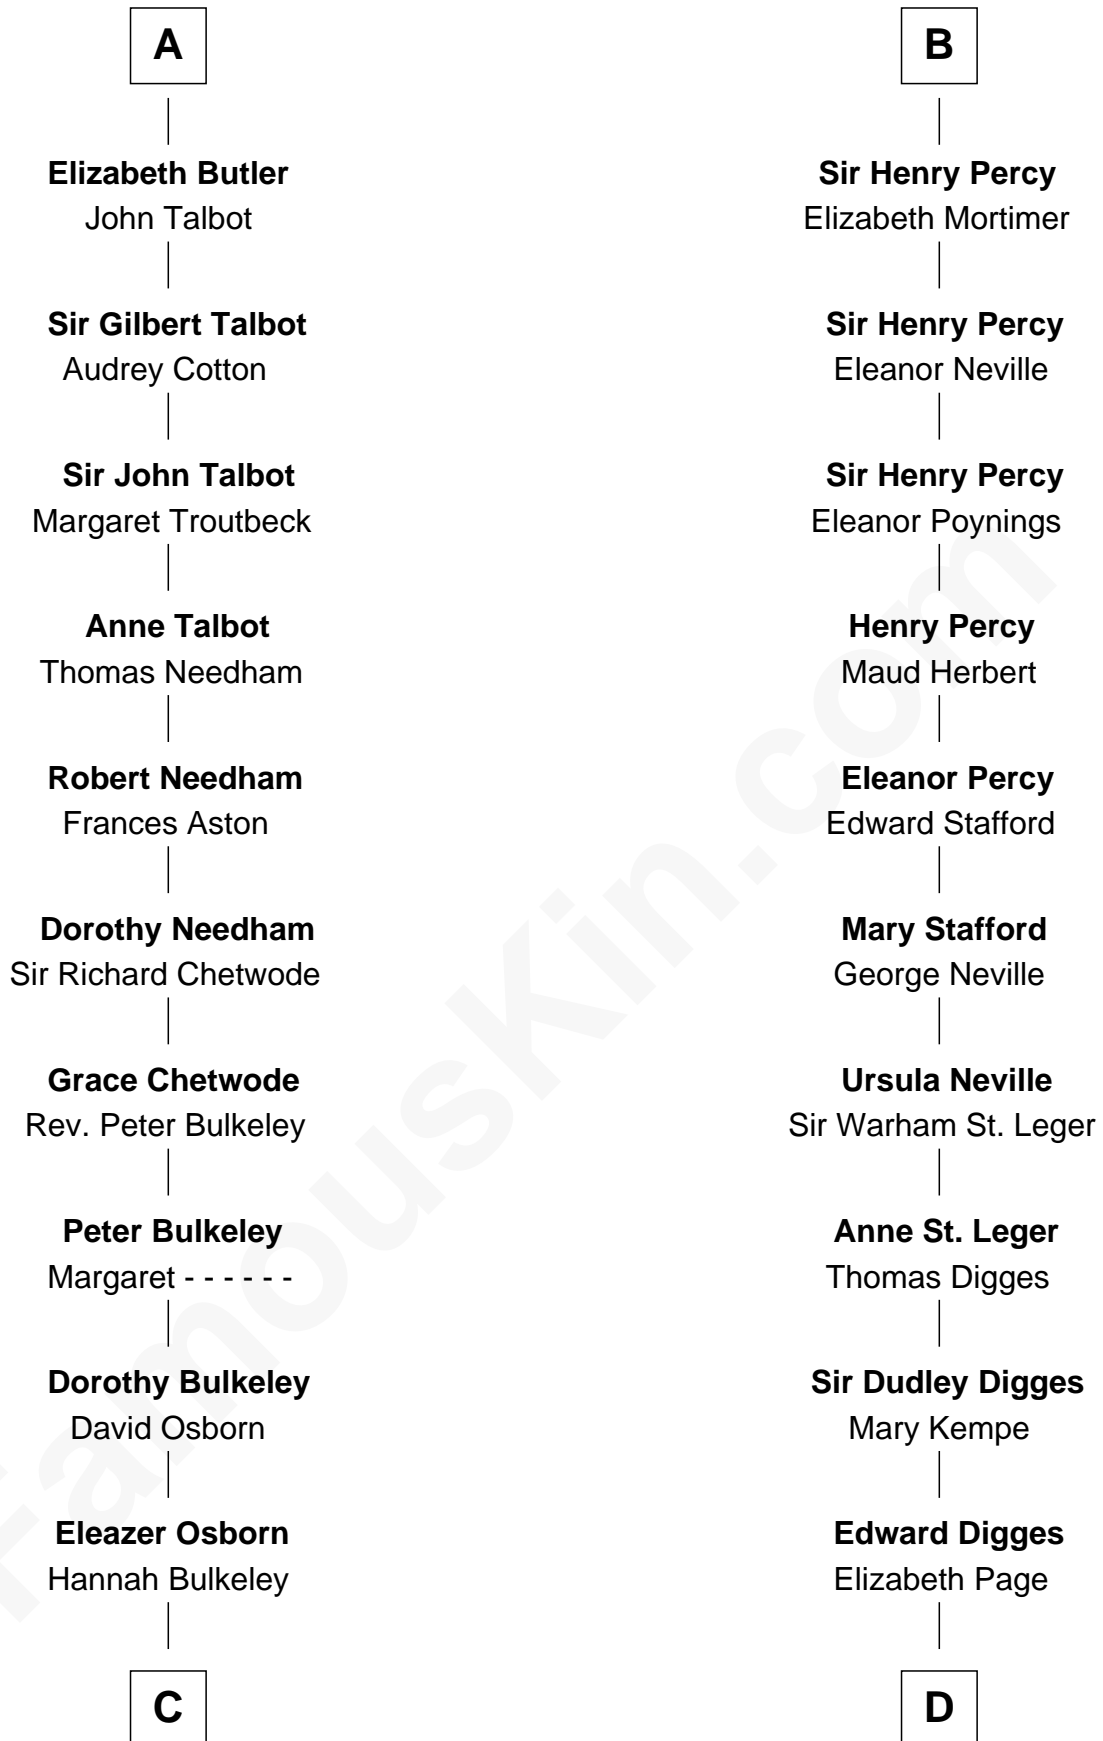 A
Elizabeth Butler
John Talbot
Sir Gilbert Talbot
Audrey Cotton
Sir John Talbot
Margaret Troutbeck
Anne Talbot
Thomas Needham
Robert Needham
Frances Aston
Dorothy Needham
Sir Richard Chetwode
Grace Chetwode
Rev. Peter Bulkeley
Peter Bulkeley
Margaret - - - - - -
Dorothy Bulkeley
David Osborn
Eleazer Osborn
Hannah Bulkeley
C
B
Sir Henry Percy
Elizabeth Mortimer
Sir Henry Percy
Eleanor Neville
Sir Henry Percy
Eleanor Poynings
Henry Percy
Maud Herbert
Eleanor Percy
Edward Stafford
Mary Stafford
George Neville
Ursula Neville
Sir Warham St. Leger
Anne St. Leger
Thomas Digges
Sir Dudley Digges
Mary Kempe
Edward Digges
Elizabeth Page
D
FamousKin.com